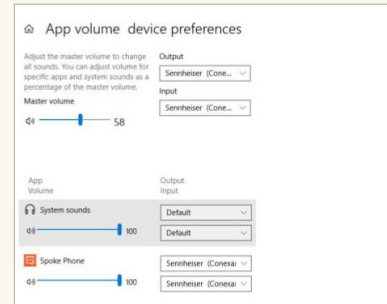 App volume device preferences
Adjust the master volume to change
all sounds. You can adjust volume for
specific apps and system sounds as a
percentage of the master volume.
Master volume
58
Output
Sennheiser (Cone...
Input
Sennheiser (Cone...
App
Volume
Output
Input
System sounds
100
Default
Default
Spoke Phone
100
Sennheiser (Conexa
Sennheiser (Conexa